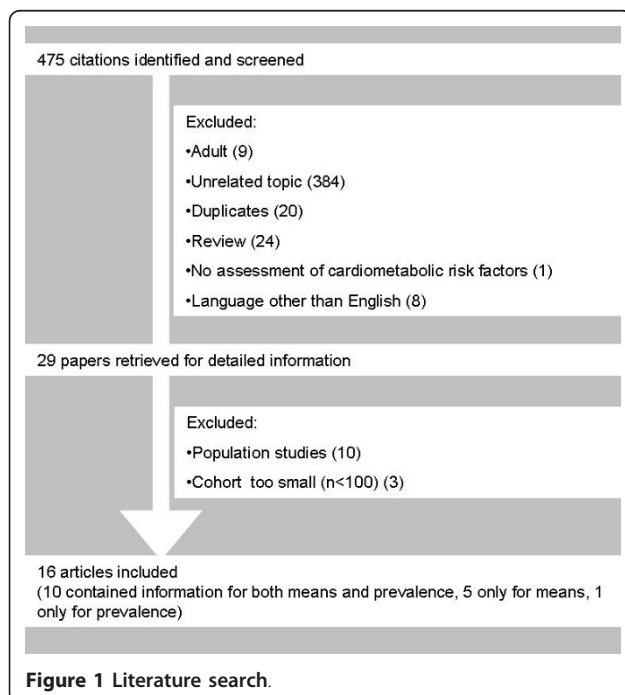 475 citations identified and screened
Excluded:
•Adult (9)
•Unrelated topic (384)
•Duplicates (20)
•Review (24)
•No assessment of cardiometabolic risk factors (1)
•Language other than English (8)
29 papers retrieved for detailed information
Excluded:
•Population studies (10)
•Cohort too small (n<100) (3)
16 articles included
(10 contained information for both means and prevalence, 5 only for means, 1
only for prevalence)
Figure 1 Literature search.